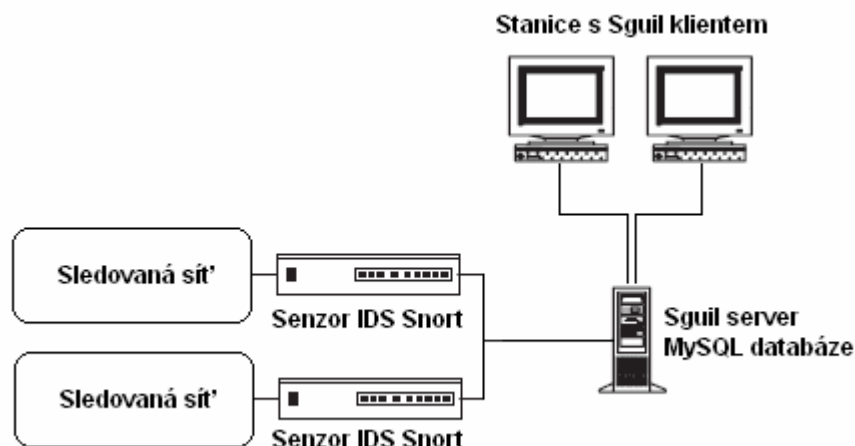 Stanice s Sguil klientem
Sledovaná síť
Senzor IDS Snort
Sguil server
MySQL databáze
Sledovaná síť
Senzor IDS Snort